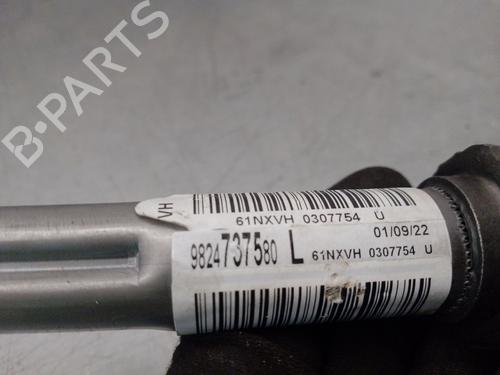 B-PARTS
VH
61NXVH 0307754 U
01/09/22
9824737580 L
61NXVH 0307754 U